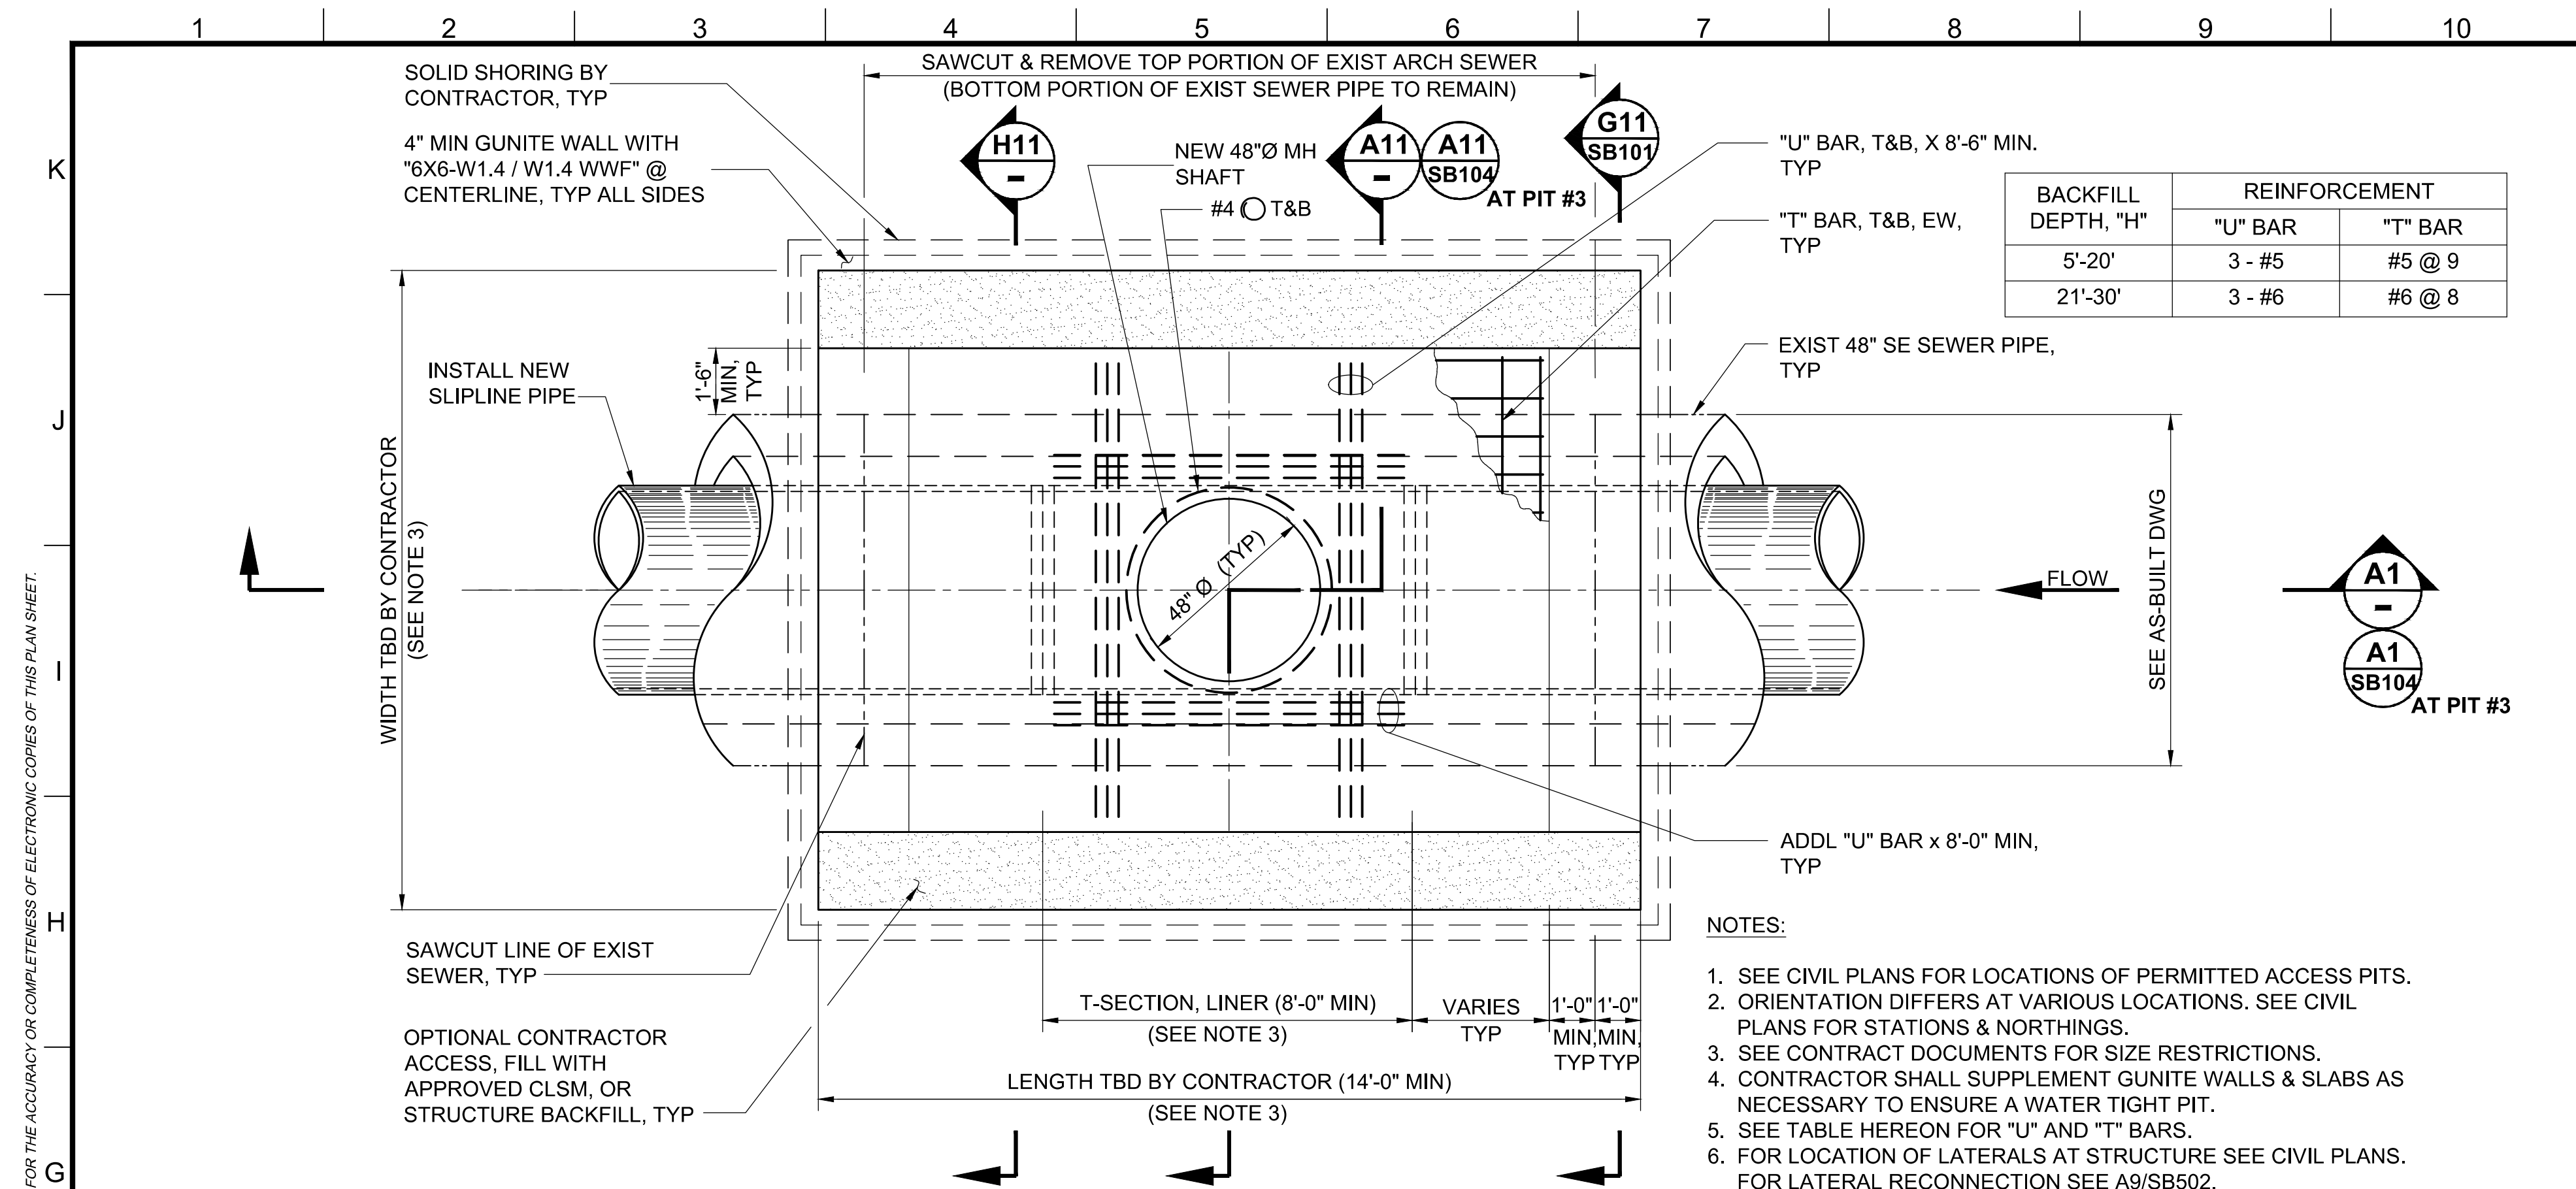 1 2 3 4 5 6 7 8 9 10
K
J
I
H
G
FOR THE ACCURACY OR COMPLETENESS OF ELECTRONIC COPIES OF THIS PLAN SHEET.
SOLID SHORING BY
CONTRACTOR, TYP
4" MIN GUNITE WALL WITH
"6X6-W1.4 / W1.4 WWF" @
CENTERLINE, TYP ALL SIDES
SAWCUT & REMOVE TOP PORTION OF EXIST ARCH SEWER
(BOTTOM PORTION OF EXIST SEWER PIPE TO REMAIN)
H11
-
NEW 48"Ø MH
SHAFT
#4 T&B
A11
-
A11
SB104
AT PIT #3
G11
SB101
"U" BAR, T&B, X 8'-6" MIN.
TYP
"T" BAR, T&B, EW,
TYP
BACKFILL
DEPTH, "H"
REINFORCEMENT
"U" BAR "T" BAR
5'-20' 3 - #5 #5 @ 9
21'-30' 3 - #6 #6 @ 8
EXIST 48" SE SEWER PIPE,
TYP
INSTALL NEW
SLIPLINE PIPE
1'-6"
MIN,
TYP
WIDTH TBD BY CONTRACTOR
(SEE NOTE 3)
48" Ø (TYP)
FLOW
SEE AS-BUILT DWG
A1
-
A1
SB104
AT PIT #3
ADDL "U" BAR x 8'-0" MIN,
TYP
SAWCUT LINE OF EXIST
SEWER, TYP
OPTIONAL CONTRACTOR
ACCESS, FILL WITH
APPROVED CLSM, OR
STRUCTURE BACKFILL, TYP
T-SECTION, LINER (8'-0" MIN)
(SEE NOTE 3)
VARIES
TYP
1'-0"
MIN,
TYP
1'-0"
MIN,
TYP
LENGTH TBD BY CONTRACTOR (14'-0" MIN)
(SEE NOTE 3)
NOTES:
1. SEE CIVIL PLANS FOR LOCATIONS OF PERMITTED ACCESS PITS.
2. ORIENTATION DIFFERS AT VARIOUS LOCATIONS. SEE CIVIL
PLANS FOR STATIONS & NORTHINGS.
3. SEE CONTRACT DOCUMENTS FOR SIZE RESTRICTIONS.
4. CONTRACTOR SHALL SUPPLEMENT GUNITE WALLS & SLABS AS
NECESSARY TO ENSURE A WATER TIGHT PIT.
5. SEE TABLE HEREON FOR "U" AND "T" BARS.
6. FOR LOCATION OF LATERALS AT STRUCTURE SEE CIVIL PLANS.
FOR LATERAL RECONNECTION SEE A9/SB502.